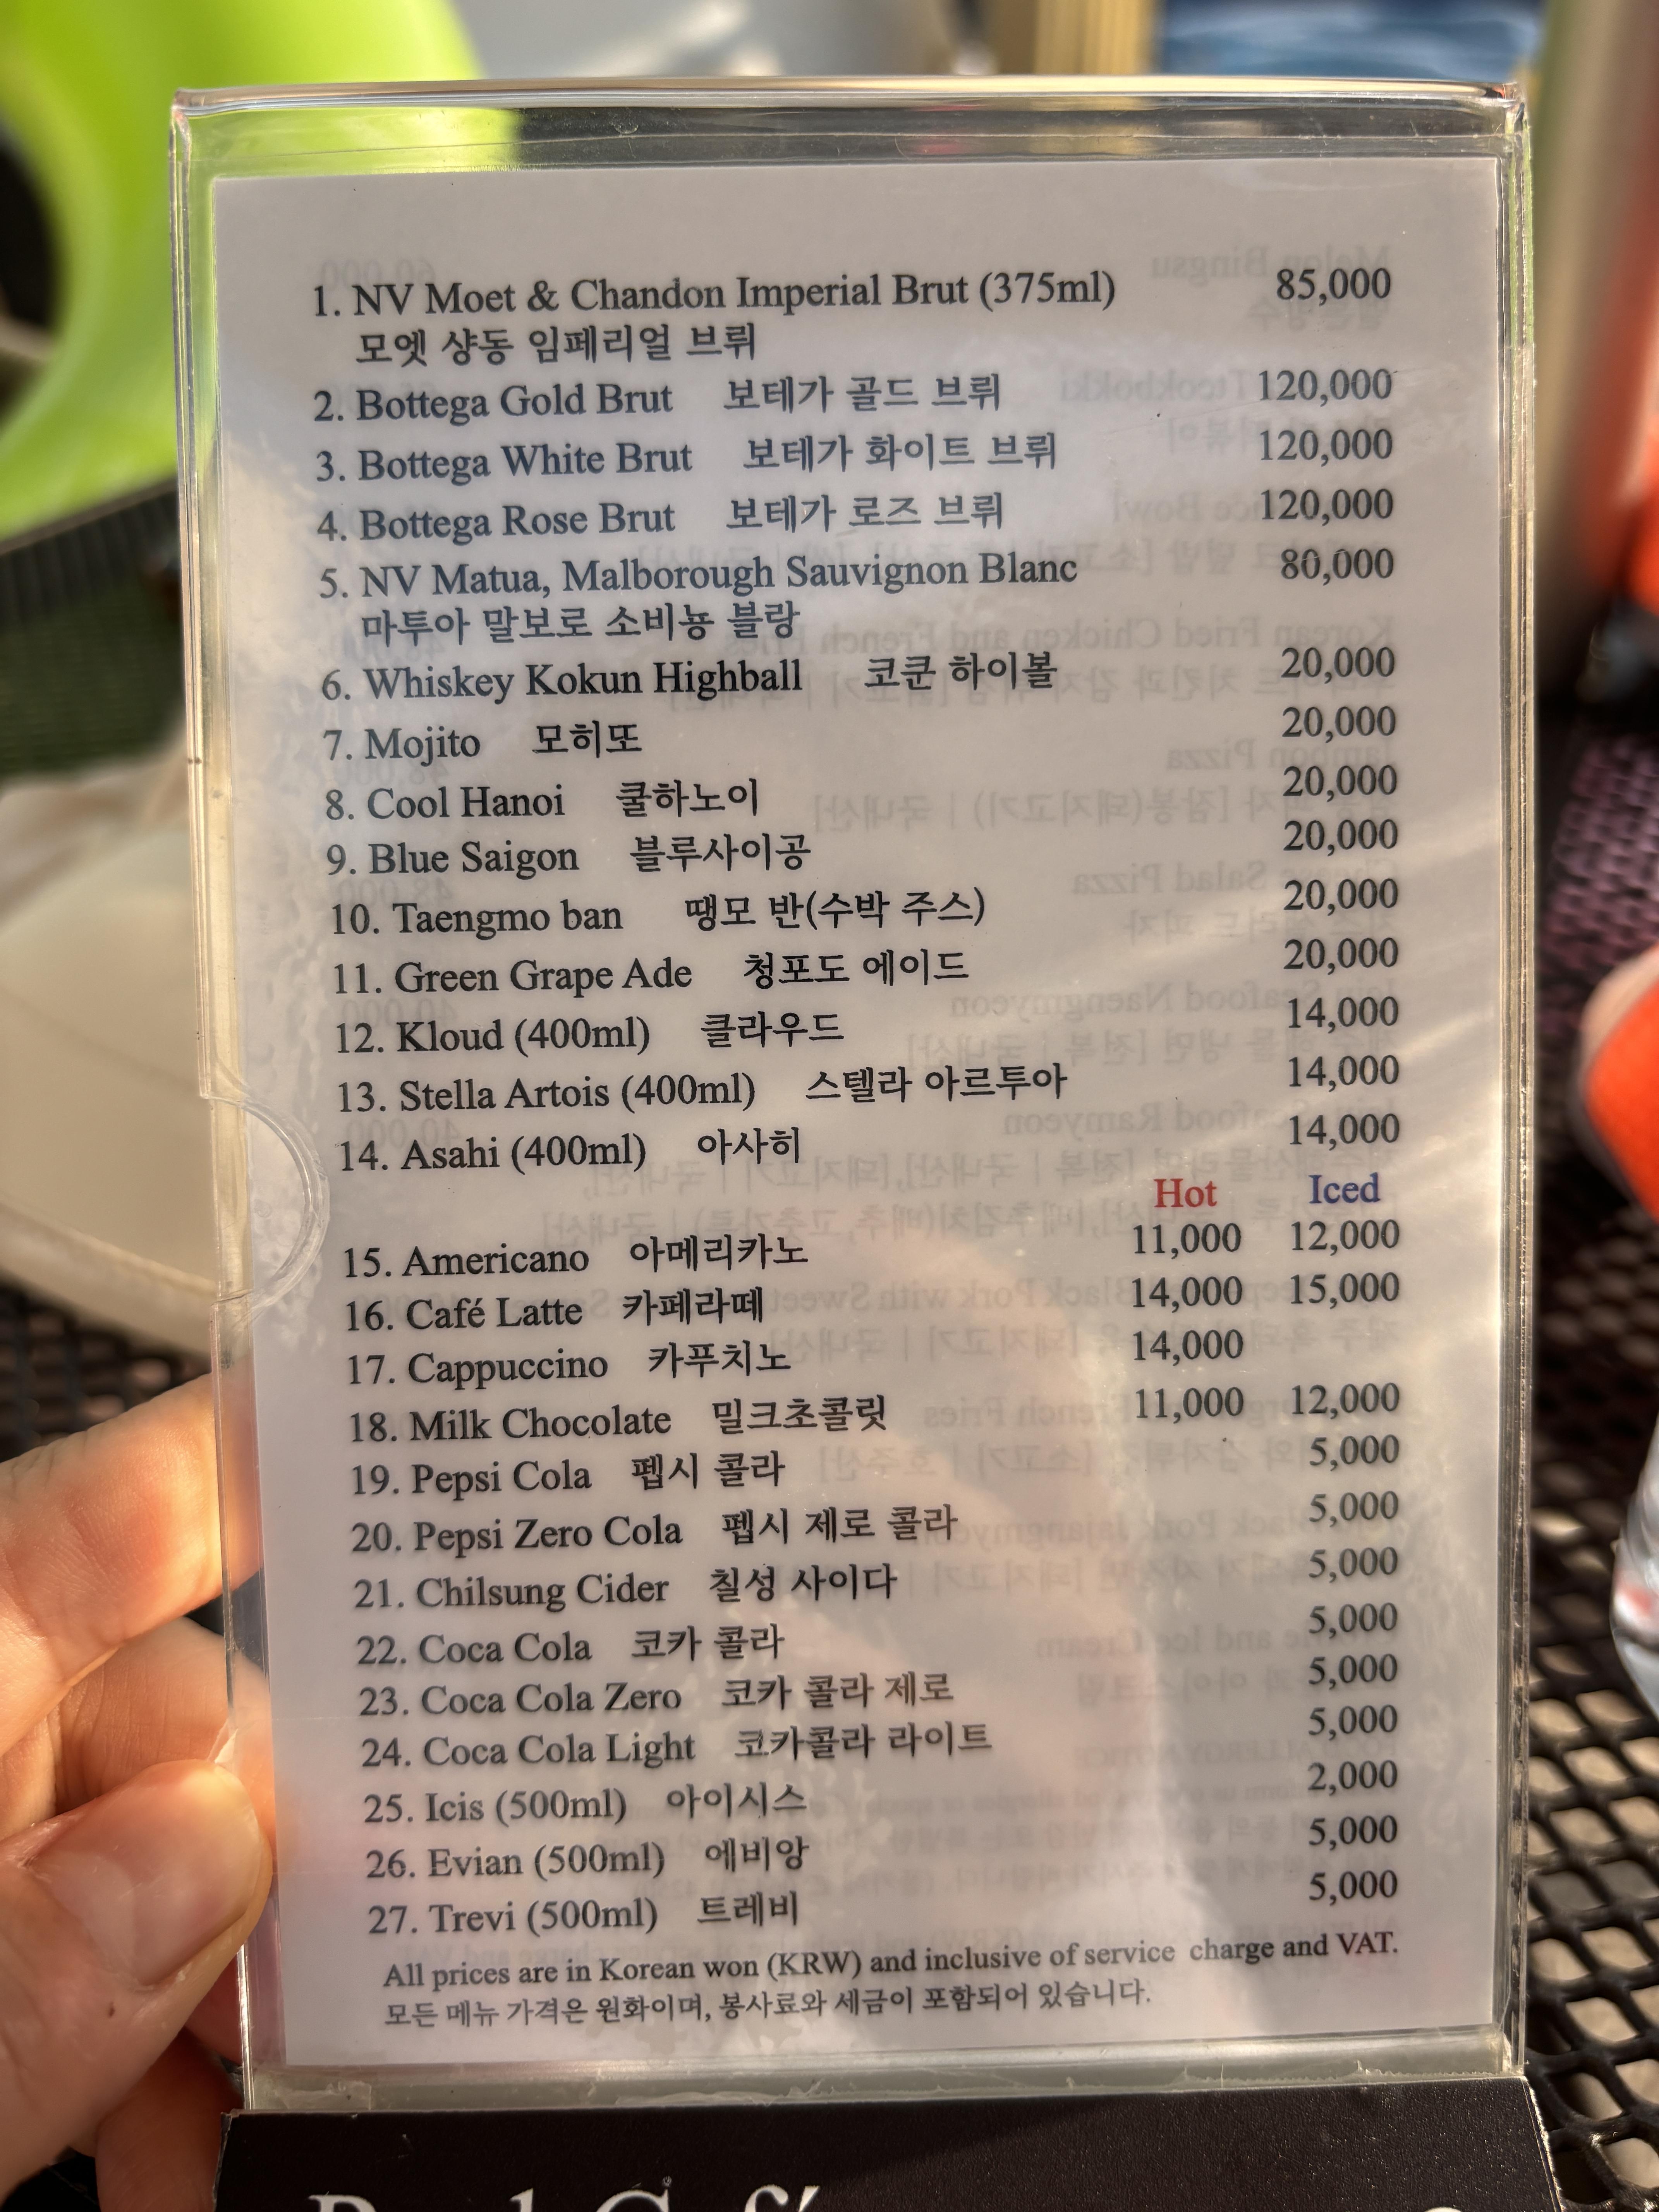 1. NV Moet & Chandon Imperial Brut (375ml) 85,000
모엣 샹동 임페리얼 브뤼
2. Bottega Gold Brut 보테가 골드 브뤼 120,000
3. Bottega White Brut 보테가 화이트 브뤼 120,000
4. Bottega Rose Brut 보테가 로즈 브뤼 120,000
5. NV Matua, Malborough Sauvignon Blanc 80,000
마투아 말보로 소비뇽 블랑
6. Whiskey Kokun Highball 코쿤 하이볼 20,000
7. Mojito 모히또 20,000
8. Cool Hanoi 쿨하노이 20,000
9. Blue Saigon 블루사이공 20,000
10. Taengmo ban 땡모 반(수박 주스) 20,000
11. Green Grape Ade 청포도 에이드 20,000
12. Kloud (400ml) 클라우드 14,000
13. Stella Artois (400ml) 스텔라 아르투아 14,000
14. Asahi (400ml) 아사히 14,000
Hot Iced
15. Americano 아메리카노 11,000 12,000
16. Café Latte 카페라떼 14,000 15,000
17. Cappuccino 카푸치노 14,000
18. Milk Chocolate 밀크초콜릿 11,000 12,000
19. Pepsi Cola 펩시 콜라 5,000
20. Pepsi Zero Cola 펩시 제로 콜라 5,000
21. Chilsung Cider 칠성 사이다 5,000
22. Coca Cola 코카 콜라 5,000
23. Coca Cola Zero 코카 콜라 제로 5,000
24. Coca Cola Light 코카콜라 라이트 5,000
25. Icis (500ml) 아이시스 2,000
26. Evian (500ml) 에비앙 5,000
27. Trevi (500ml) 트레비 5,000
All prices are in Korean won (KRW) and inclusive of service charge and VAT.
모든 메뉴 가격은 원화이며, 봉사료와 세금이 포함되어 있습니다.